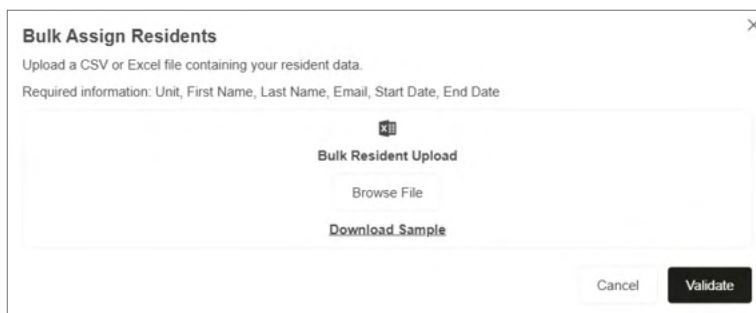 Bulk Assign Residents
Upload a CSV or Excel file containing your resident data.
Required information: Unit, First Name, Last Name, Email, Start Date, End Date
Bulk Resident Upload
Browse File
Download Sample
Cancel
Validate